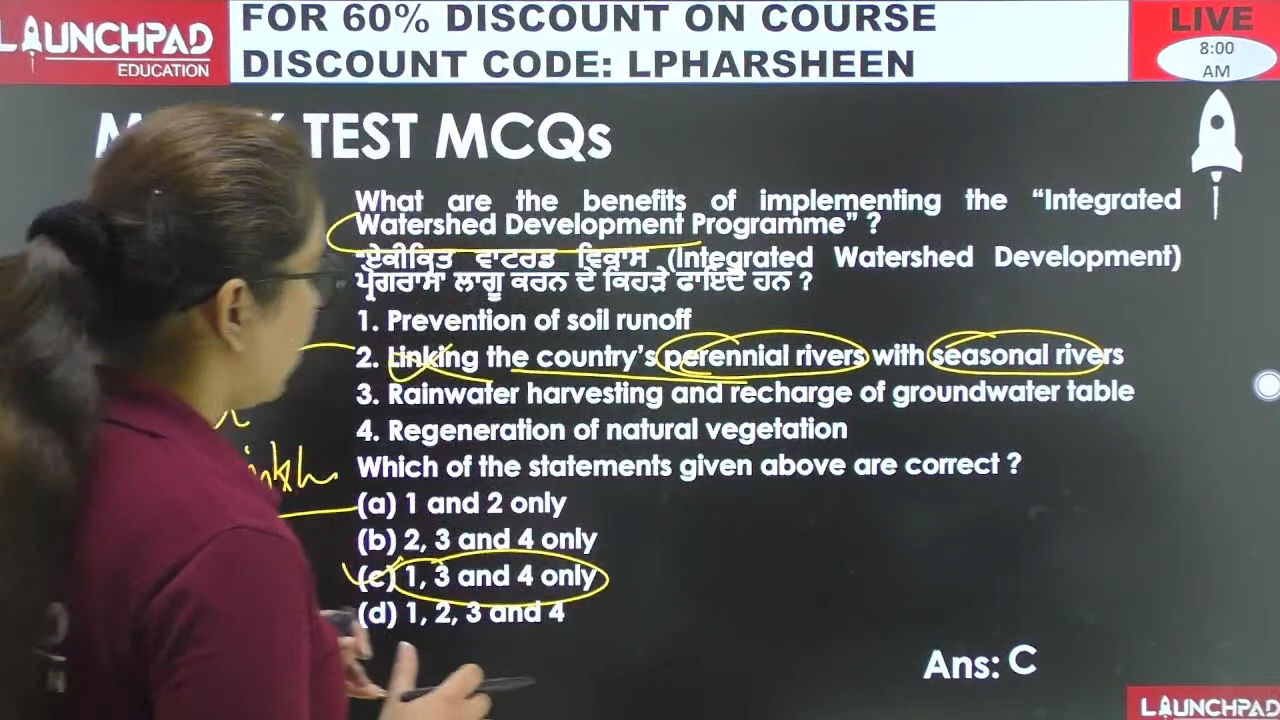 LAUNCHPAD
EDUCATION
FOR 60% DISCOUNT ON COURSE
DISCOUNT CODE: LPHARSHEEN
LIVE
8:00
AM
TEST MCQs
What are the benefits of implementing the “Integrated
Watershed Development Programme” ?
“ਏਕੀਕ੍ਰਿਤ ਵਾਟਰਡ ਵਿਕਾਸ (Integrated Watershed Development)
ਪ੍ਰੋਗਰਾਮਾ ਲਾਗੂ ਕਰਨ ਦੇ ਕਿਹੜੇ ਫਾਇਦੇ ਹਨ ?
1. Prevention of soil runoff
2. Linking the country’s perennial rivers with seasonal rivers
3. Rainwater harvesting and recharge of groundwater table
4. Regeneration of natural vegetation
Which of the statements given above are correct ?
(a) 1 and 2 only
(b) 2, 3 and 4 only
(c) 1, 3 and 4 only
(d) 1, 2, 3 and 4
Ans: C
LAUNCHPAD